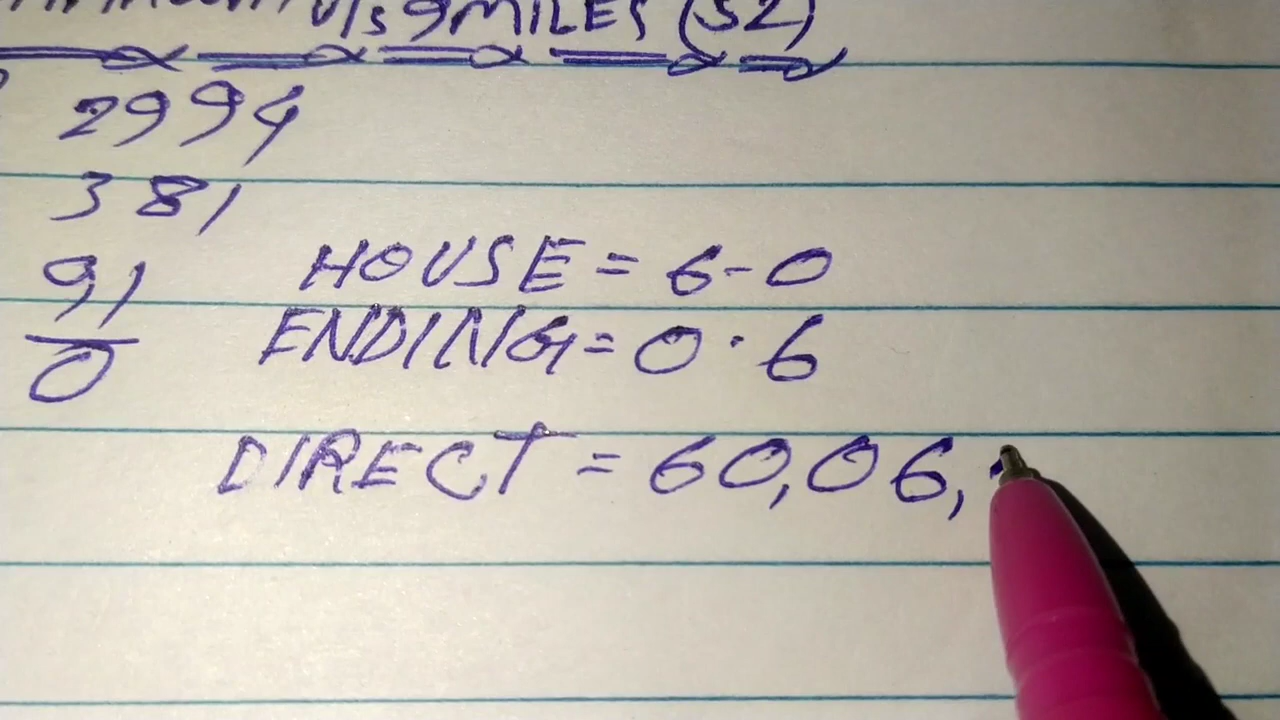 V/s 9MILES (52)
2994
381
91
HOUSE = 6-0
ENDING = 0.6
0
DIRECT = 60,06,